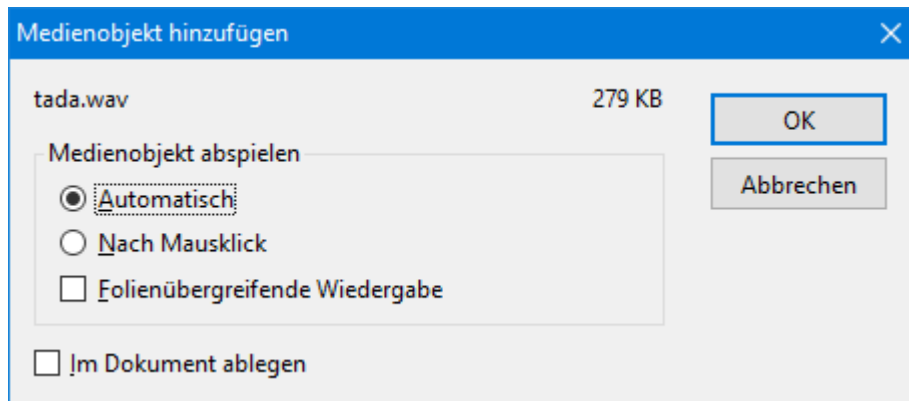 Medienobjekt hinzufügen
tada.wav 279 KB
OK
Medienobjekt abspielen
Abbrechen
Automatisch
Nach Mausklick
Folienübergreifende Wiedergabe
Im Dokument ablegen